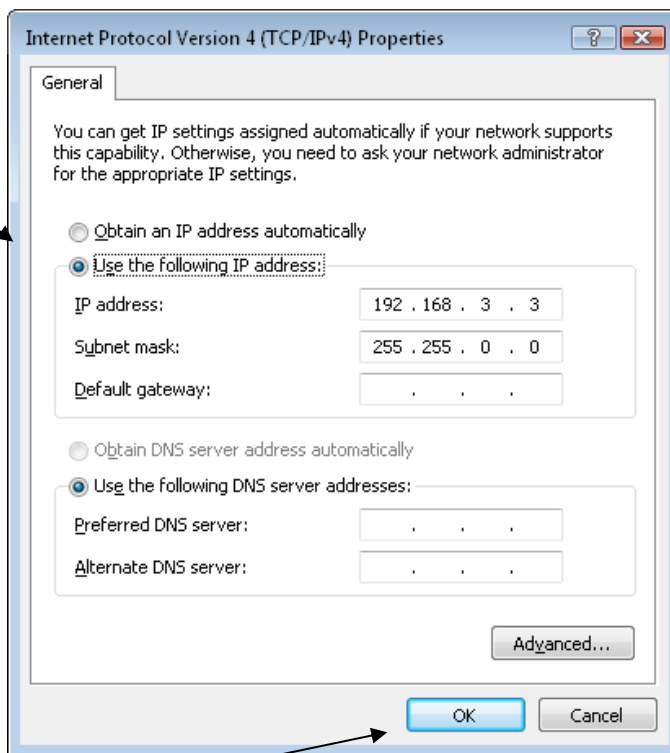 Internet Protocol Version 4 (TCP/IPv4) Properties
General
You can get IP settings assigned automatically if your network supports
this capability. Otherwise, you need to ask your network administrator
for the appropriate IP settings.
Obtain an IP address automatically
Use the following IP address:
IP address: 192 . 168 . 3 . 3
Subnet mask: 255 . 255 . 0 . 0
Default gateway: . . .
Obtain DNS server address automatically
Use the following DNS server addresses:
Preferred DNS server: . . .
Alternate DNS server: . . .
Advanced...
OK Cancel